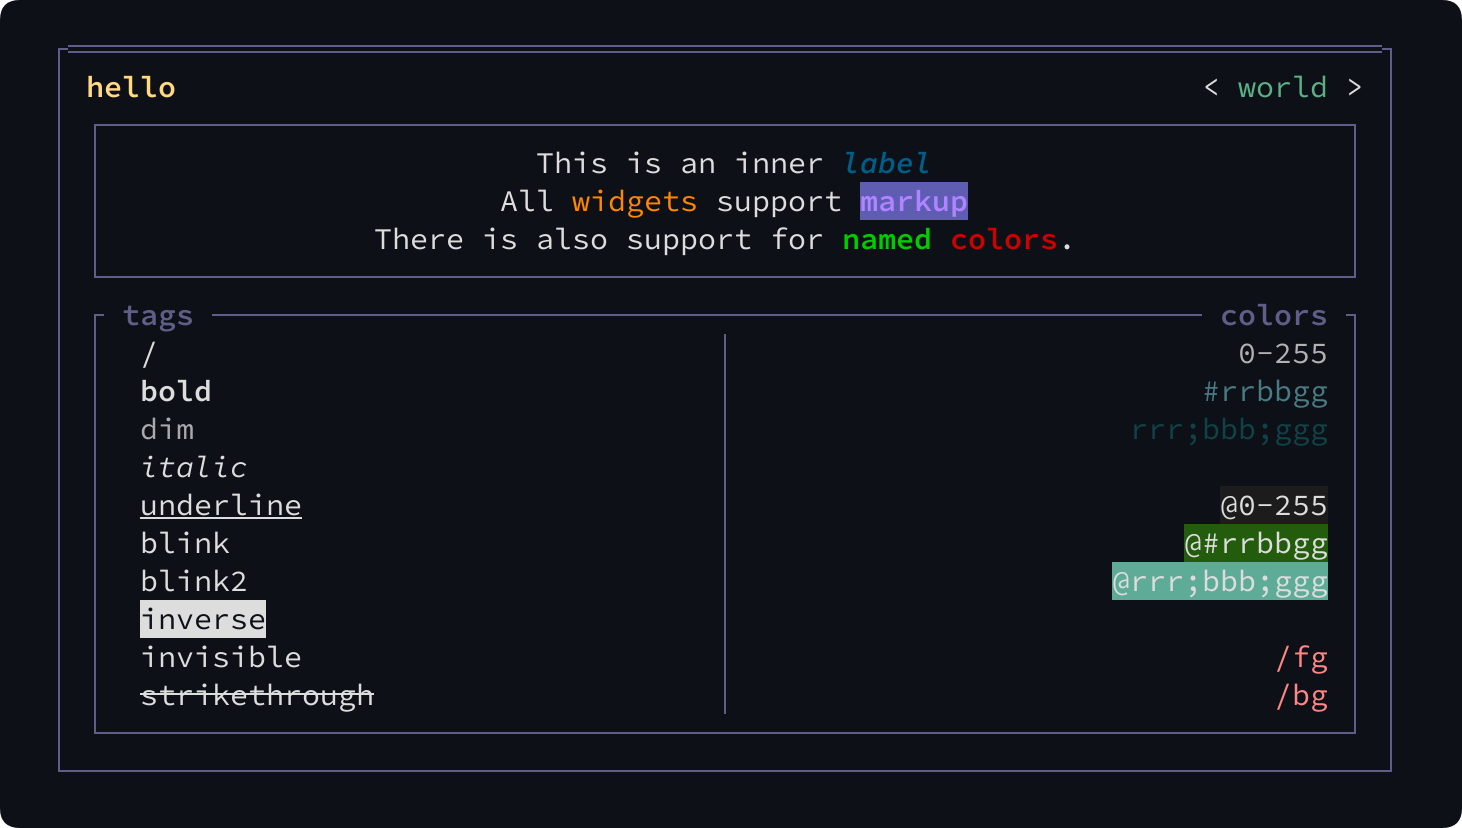 hello < world >
This is an inner label
All widgets support markup
There is also support for named colors.
tags colors
/ 0-255
bold #rrbbgg
dim rrr;bbb;ggg
italic
underline @0-255
blink @#rrbbgg
blink2 @rrr;bbb;ggg
inverse
invisible /fg
strikethrough /bg